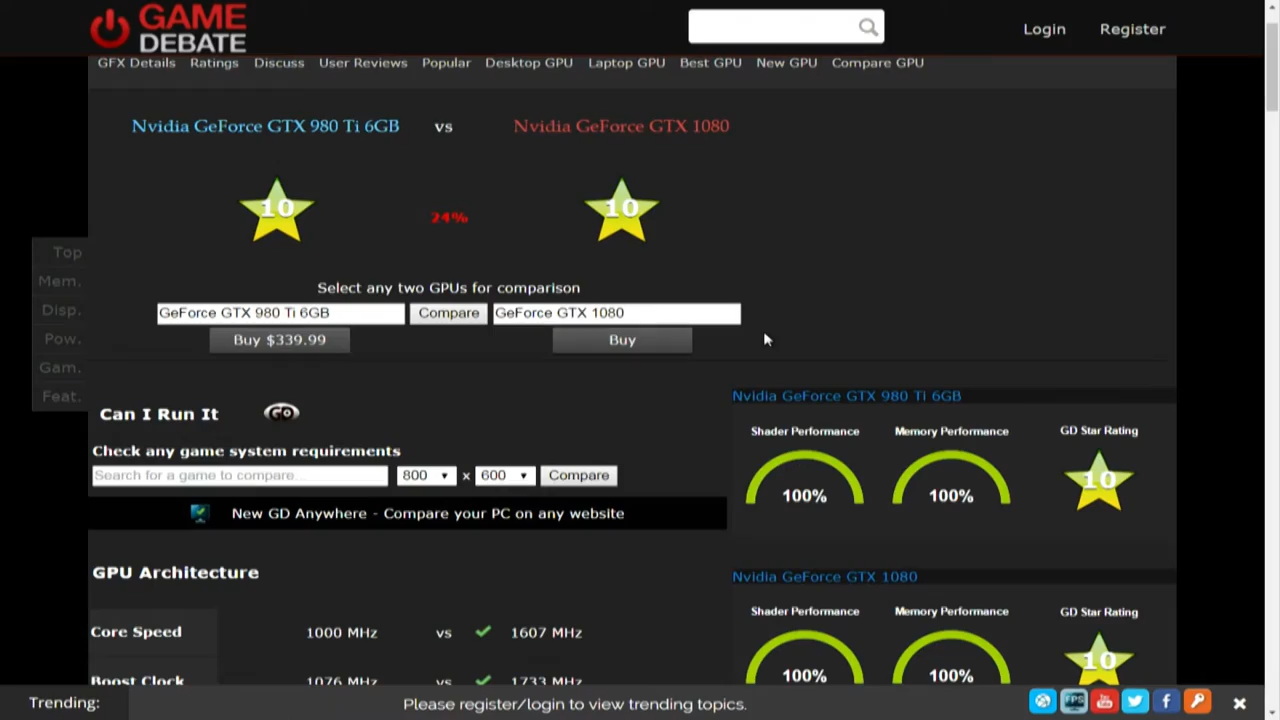 GAME
DEBATE
Login Register
GFX Details Ratings Discuss User Reviews Popular Desktop GPU Laptop GPU Best GPU New GPU Compare GPU
Nvidia GeForce GTX 980 Ti 6GB vs Nvidia GeForce GTX 1080
10 24% 10
Top
Mem.
Disp.
Pow.
Gam.
Feat.
Select any two GPUs for comparison
GeForce GTX 980 Ti 6GB Compare GeForce GTX 1080
Buy $339.99 Buy
Can I Run It GO
Check any game system requirements
Search for a game to compare... 800 x 600 Compare
New GD Anywhere - Compare your PC on any website
GPU Architecture
Core Speed 1000 MHz vs 1607 MHz
Boost Clock 1076 MHz vs 1733 MHz
Nvidia GeForce GTX 980 Ti 6GB
Shader Performance Memory Performance GD Star Rating
100% 100% 10
Nvidia GeForce GTX 1080
Shader Performance Memory Performance GD Star Rating
100% 100% 10
Trending: Please register/login to view trending topics.
FPS You Tube